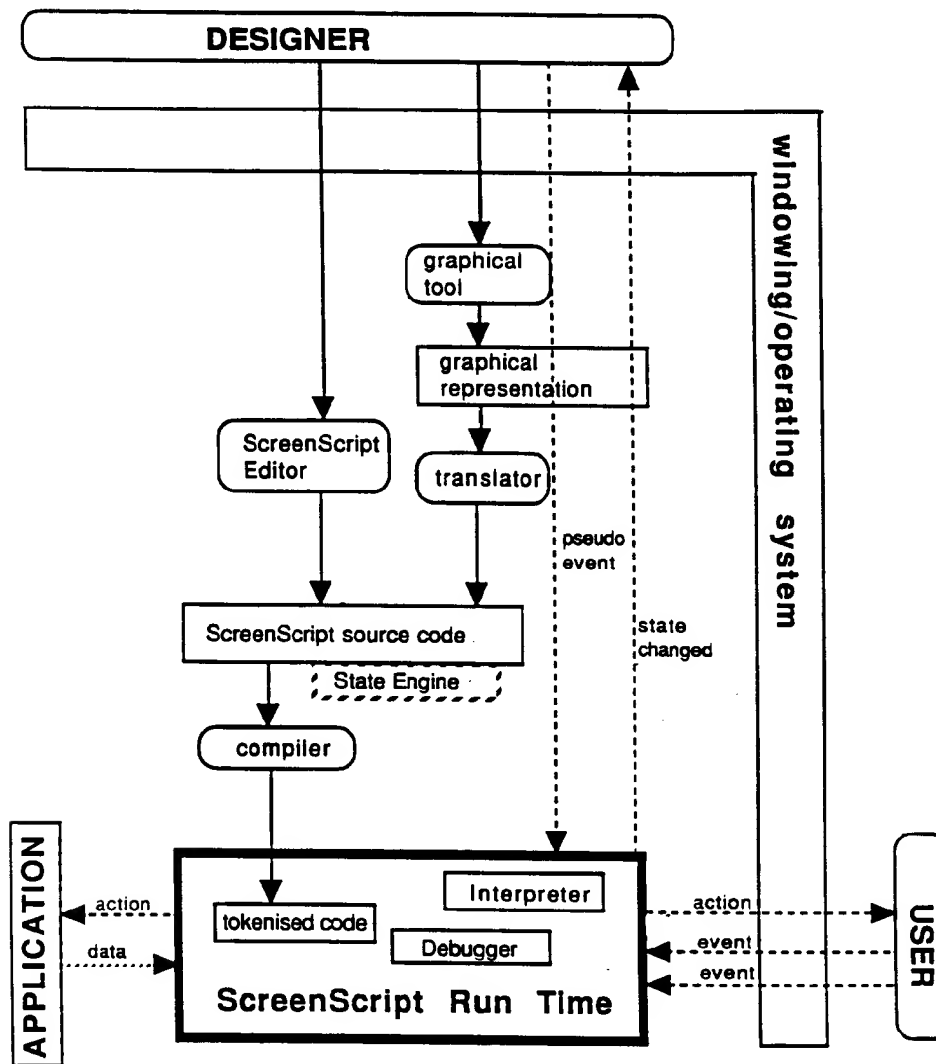 DESIGNER
windowing/operating system
graphical
tool
graphical
representation
ScreenScript
Editor
translator
pseudo
event
state
changed
ScreenScript source code
State Engine
compiler
APPLICATION
action
data
Interpreter
tokenised code
Debugger
ScreenScript Run Time
action
event
event
USER